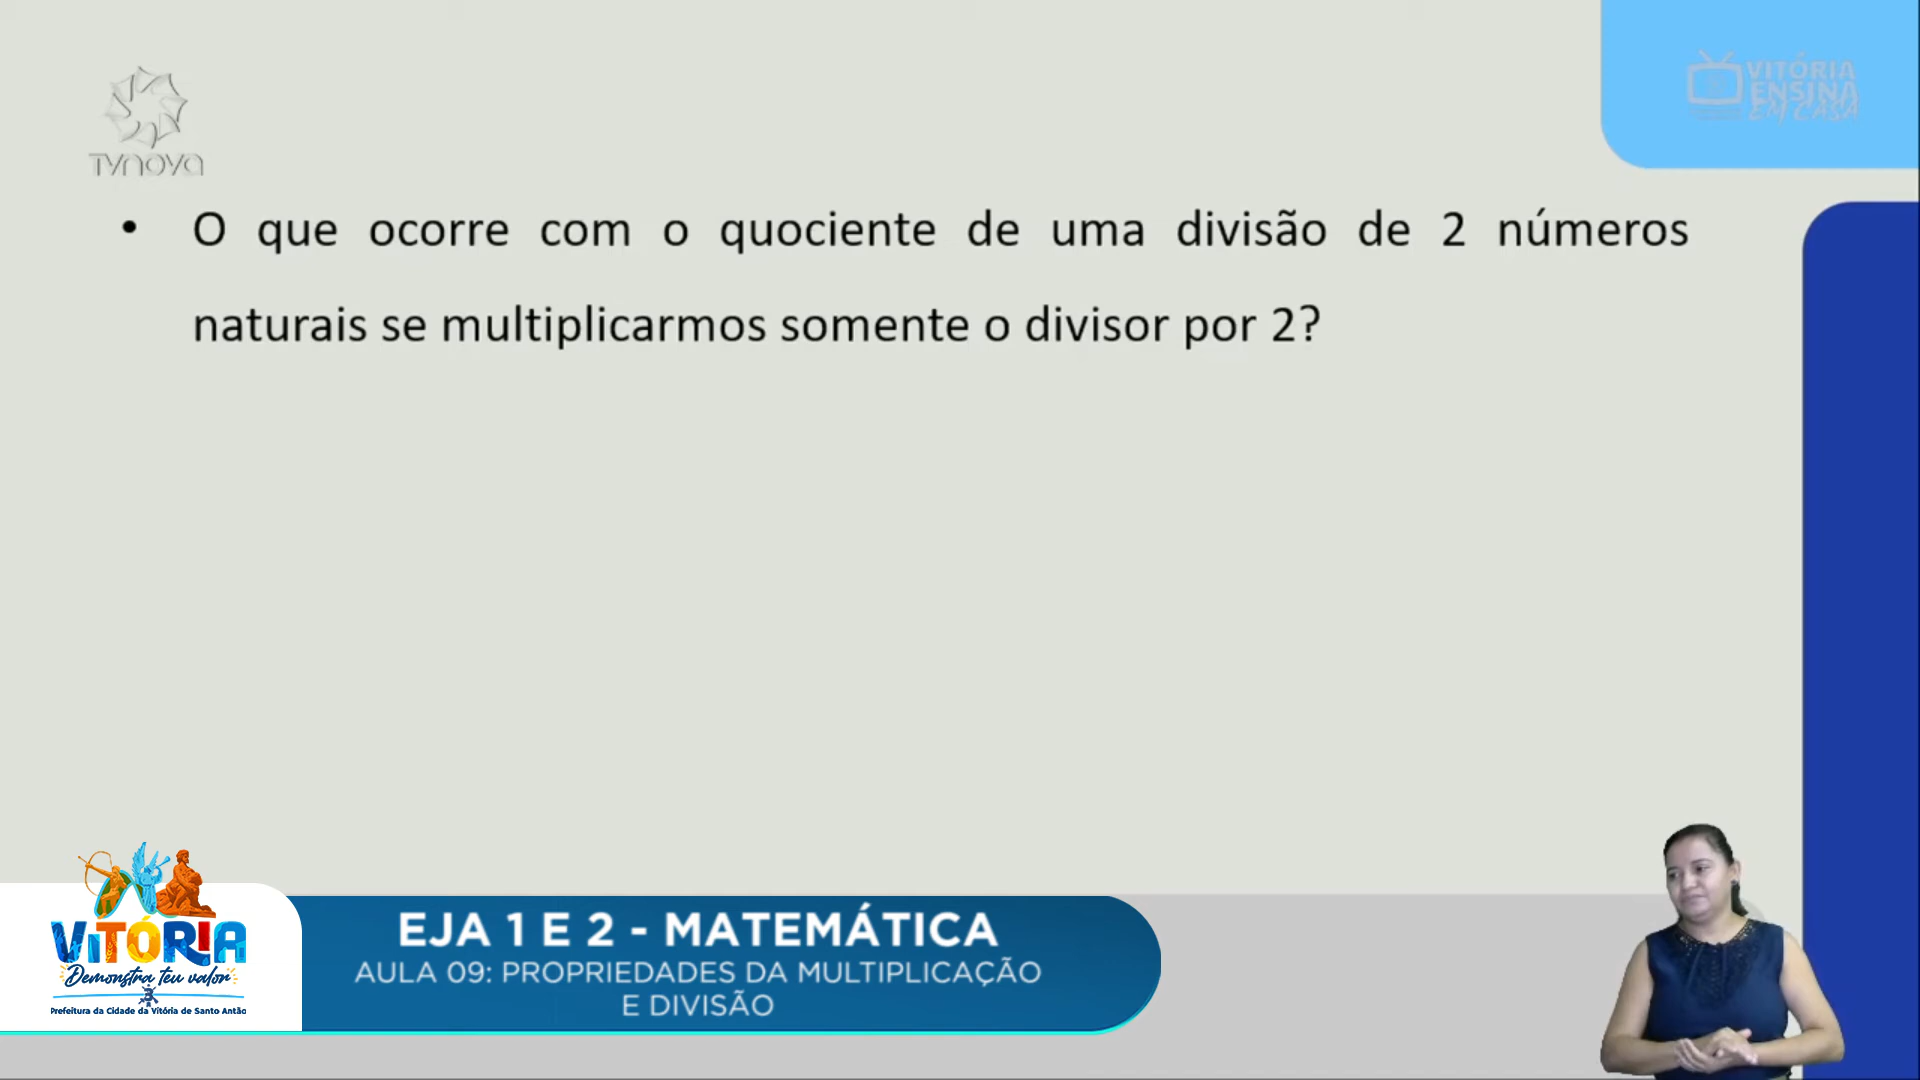 TVNOVA
VITÓRIA
ENSINA
EM CASA
• O que ocorre com o quociente de uma divisão de 2 números
naturais se multiplicarmos somente o divisor por 2?
VITÓRIA
Demonstra teu valor
Prefeitura da Cidade da Vitória de Santo Antão
EJA 1 E 2 - MATEMÁTICA
AULA 09: PROPRIEDADES DA MULTIPLICAÇÃO
E DIVISÃO